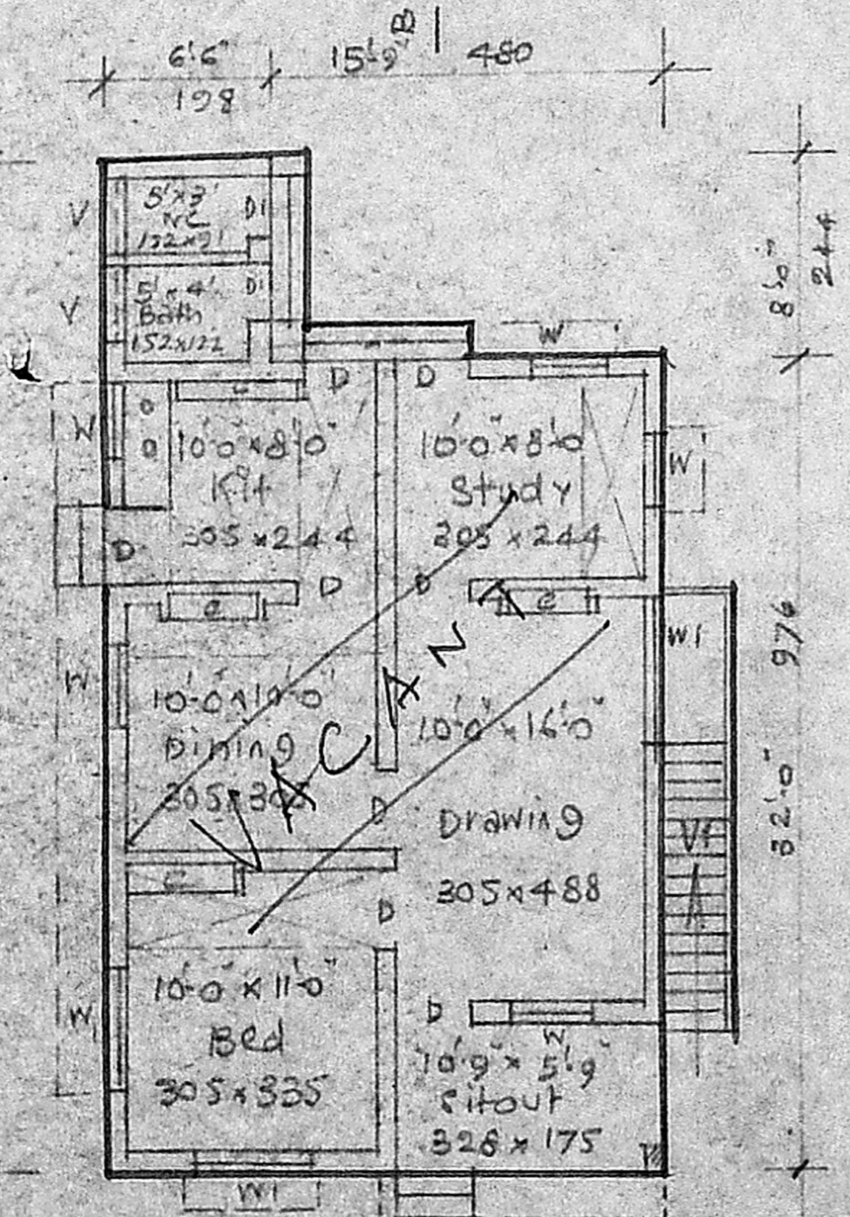 B
6'6"
15'-9"
480
198
5'x3'
WC
152x91
D1
V
5'x4'
Bath
152x122
D1
V
8'-0"
244
W
D
D
W
C
10'-0"x8'-0"
Kit
305x244
10'-0"x8'-0
Study
305x244
W
D
D
D
C
C
W1
W
10'-0"x10'-0"
Dining
305x305
VACANT
10'-0"x16'-0"
Drawing
305x488
D
976
32'-0"
C
D
W
10'-0"x11'-0"
Bed
305x335
D
W
10'-9"x5'-9"
Sitout
328x175
W1